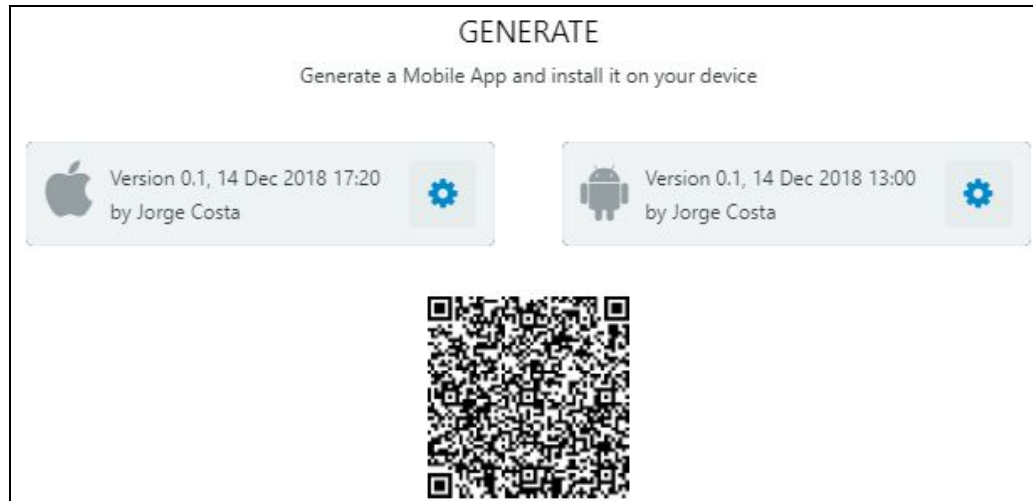 GENERATE
Generate a Mobile App and install it on your device
Version 0.1, 14 Dec 2018 17:20
by Jorge Costa
Version 0.1, 14 Dec 2018 13:00
by Jorge Costa